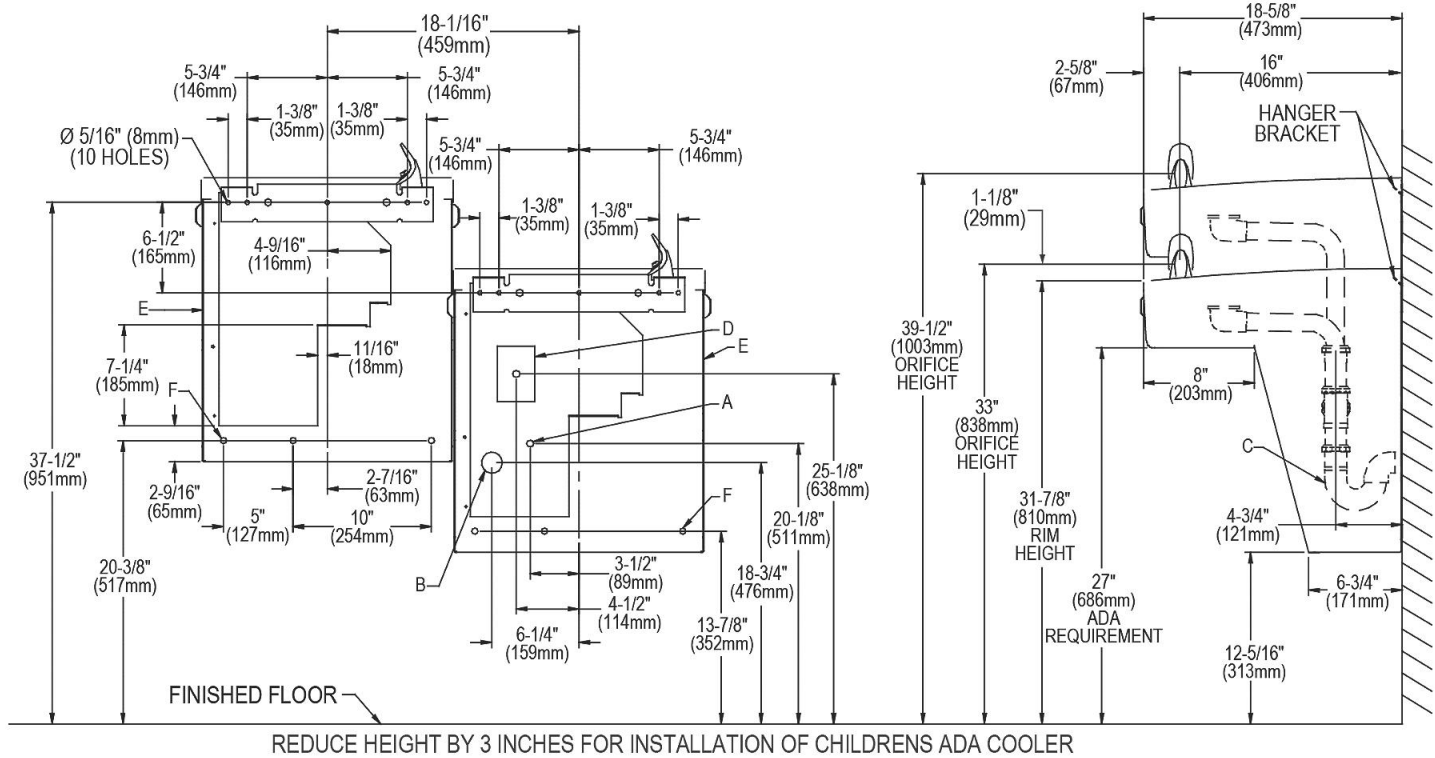 18-1/16"
(459mm)
5-3/4"
(146mm)
5-3/4"
(146mm)
1-3/8"
(35mm)
1-3/8"
(35mm)
Ø 5/16" (8mm)
(10 HOLES)
5-3/4"
(146mm)
5-3/4"
(146mm)
1-3/8"
(35mm)
1-3/8"
(35mm)
6-1/2"
(165mm)
4-9/16"
(116mm)
E
D
E
11/16"
(18mm)
7-1/4"
(185mm)
F
A
37-1/2"
(951mm)
2-9/16"
(65mm)
2-7/16"
(63mm)
5"
(127mm)
10"
(254mm)
20-3/8"
(517mm)
B
F
3-1/2"
(89mm)
4-1/2"
(114mm)
6-1/4"
(159mm)
25-1/8"
(638mm)
20-1/8"
(511mm)
18-3/4"
(476mm)
13-7/8"
(352mm)
18-5/8"
(473mm)
2-5/8"
(67mm)
16"
(406mm)
HANGER
BRACKET
1-1/8"
(29mm)
39-1/2"
(1003mm)
ORIFICE
HEIGHT
8"
(203mm)
33"
(838mm)
ORIFICE
HEIGHT
C
31-7/8"
(810mm)
RIM
HEIGHT
4-3/4"
(121mm)
27"
(686mm)
ADA
REQUIREMENT
6-3/4"
(171mm)
12-5/16"
(313mm)
FINISHED FLOOR
REDUCE HEIGHT BY 3 INCHES FOR INSTALLATION OF CHILDRENS ADA COOLER